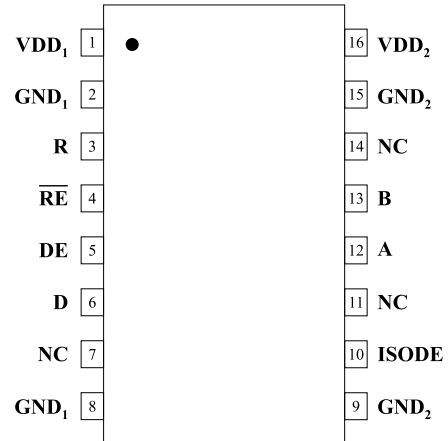 VDD₁ 1 16 VDD₂
GND₁ 2 15 GND₂
R 3 14 NC
R̅E̅ 4 13 B
DE 5 12 A
D 6 11 NC
NC 7 10 ISODE
GND₁ 8 9 GND₂